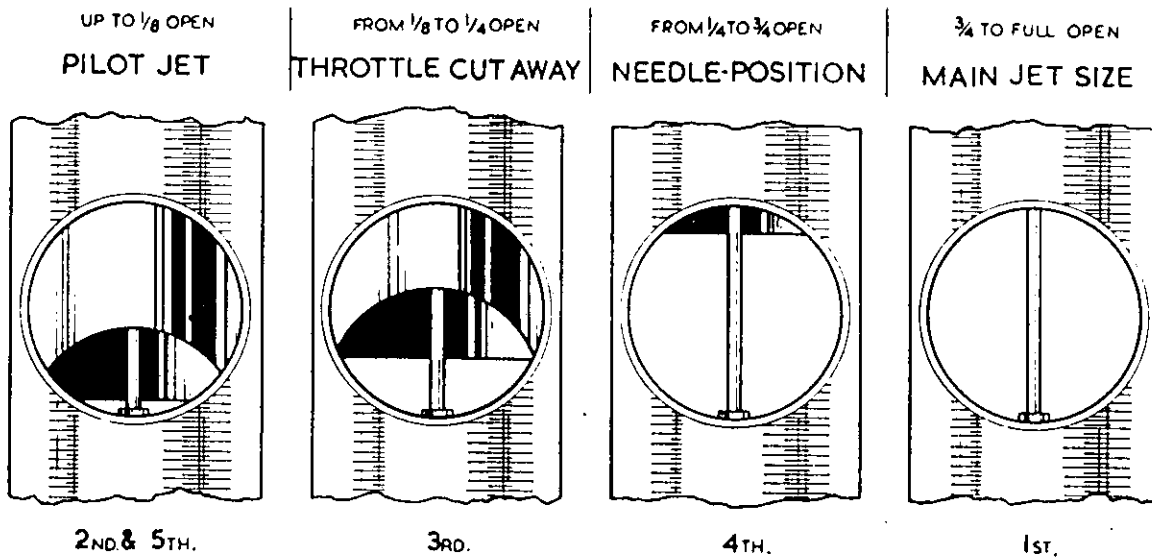 UP TO 1/8 OPEN
PILOT JET
FROM 1/8 TO 1/4 OPEN
THROTTLE CUT AWAY
FROM 1/4 TO 3/4 OPEN
NEEDLE-POSITION
3/4 TO FULL OPEN
MAIN JET SIZE
2ND. & 5TH.
3RD.
4TH.
1ST.